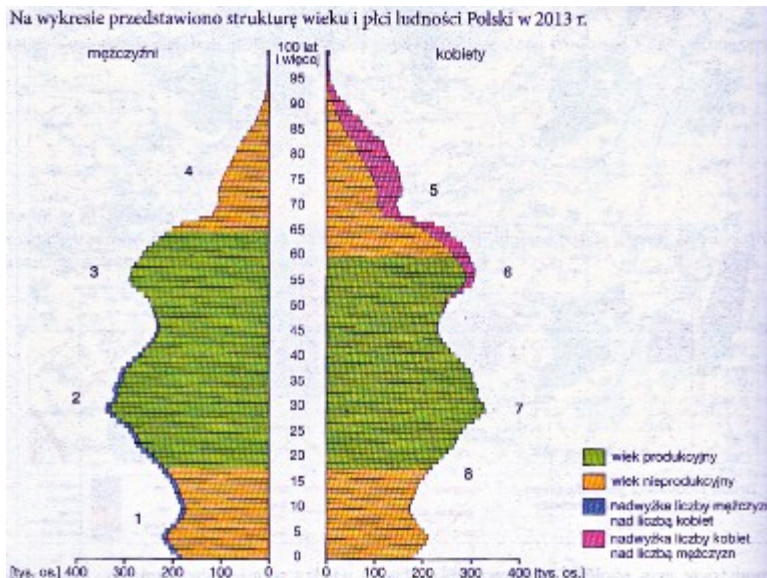 Na wykresie przedstawiono strukturę wieku i płci ludności Polski w 2013 r.
mężczyźni
100 lat
i więcej
kobiety
95
90
85
80
75
70
65
60
55
50
45
40
35
30
25
20
15
10
5
0
4
5
3
6
2
7
8
1
wiek produkcyjny
wiek nieprodukcyjny
nadwyżka liczby mężczyzn
nad liczbą kobiet
nadwyżka liczby kobiet
nad liczbą mężczyzn
[tys. os.] 400 300 200 100 0
0 100 200 300 400 [tys. os.]